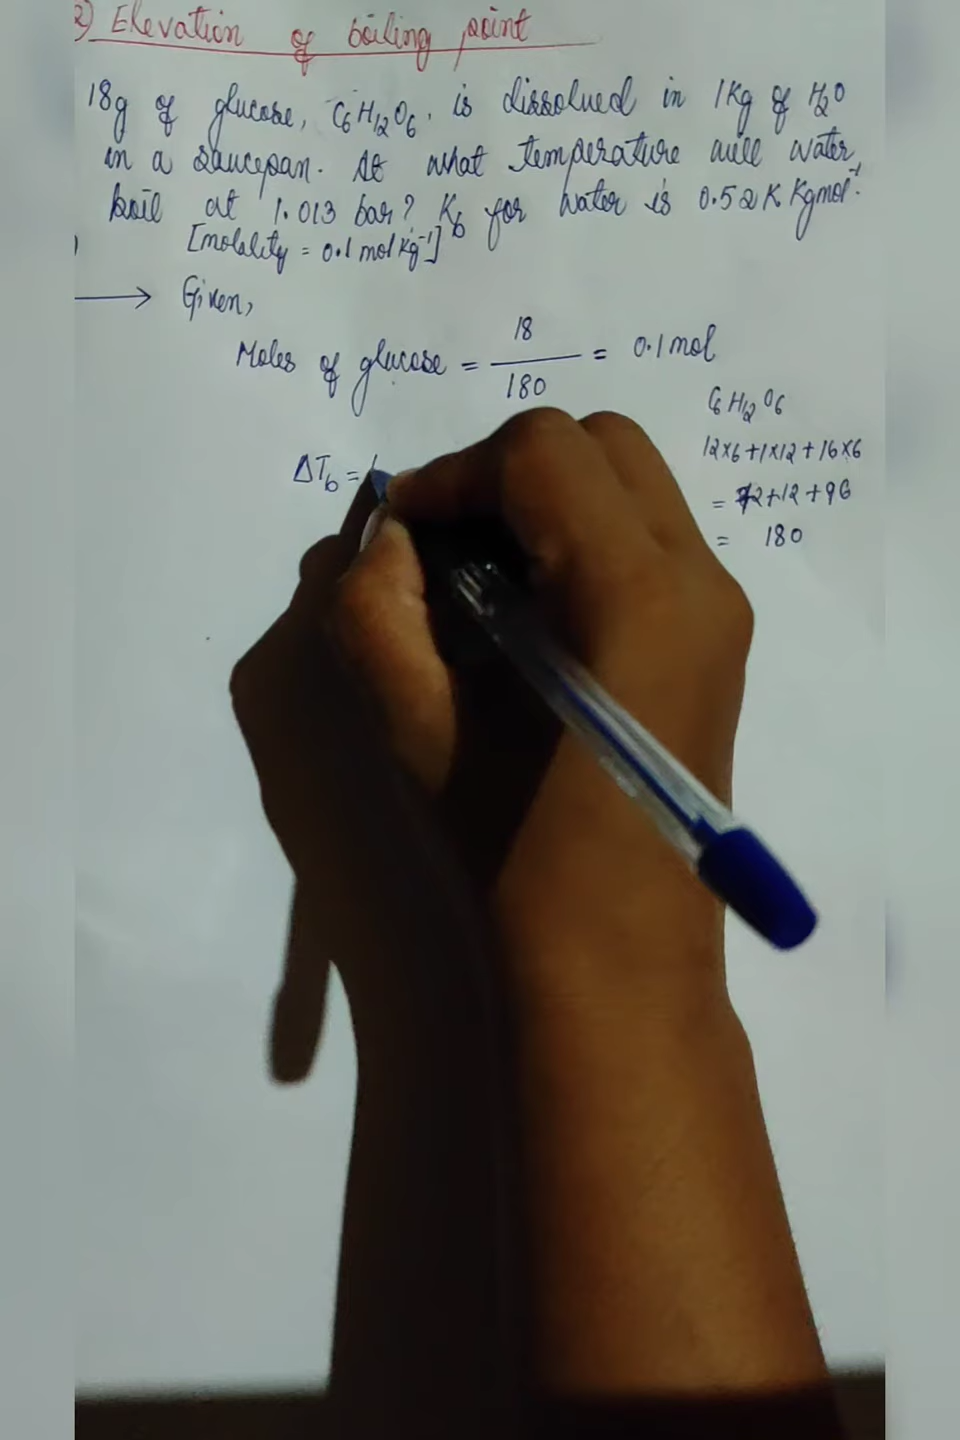 2) Elevation of boiling point
18g of glucose, C6H12O6, is dissolved in 1Kg of H2O
in a saucepan. At what temperature will water
boil at 1.013 bar? Kb for water is 0.52 K Kg mol⁻¹.
[molality = 0.1 mol Kg⁻¹]
→ Given,
Moles of glucose = 18/180 = 0.1 mol
C6H12O6
12×6+1×12+16×6
= 72+12+96
= 180
ΔTb =